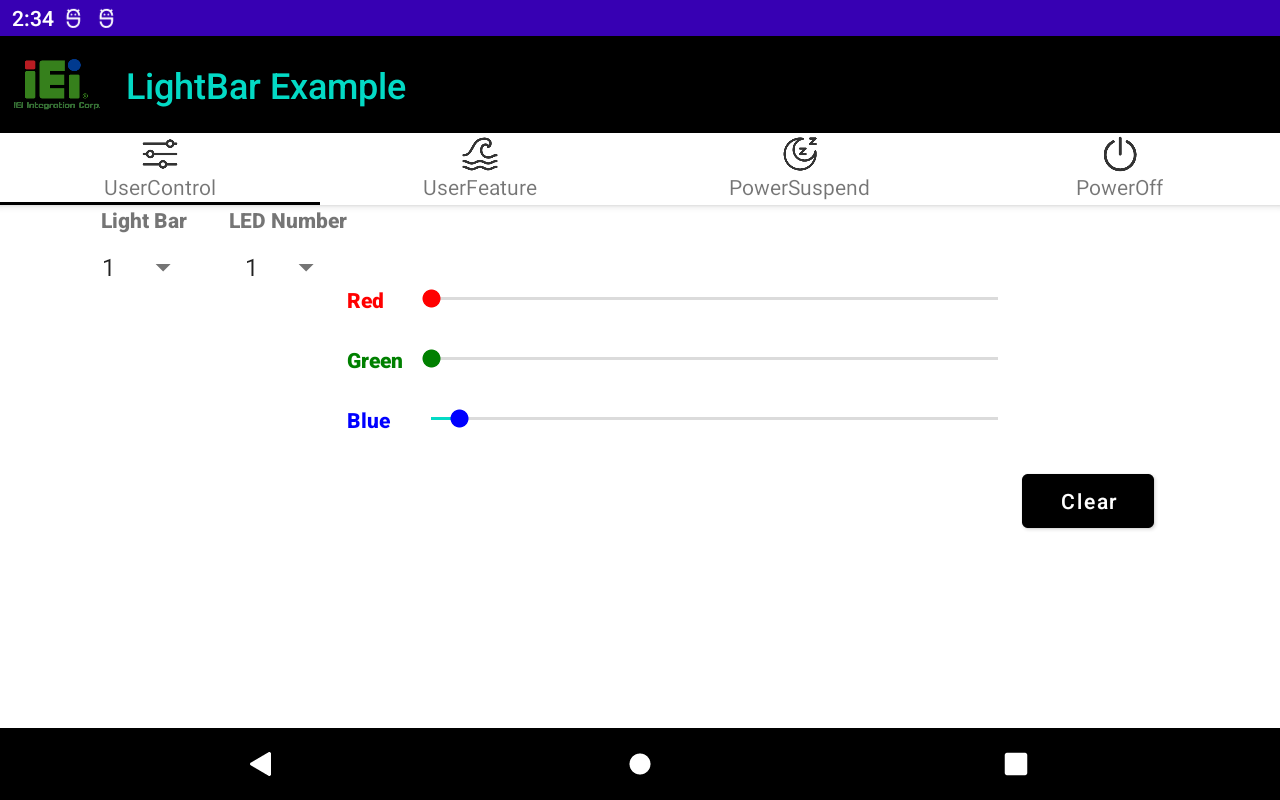 2:34
iEi
IEI Integration Corp.
LightBar Example
UserControl
UserFeature
PowerSuspend
PowerOff
Light Bar
LED Number
1
1
Red
Green
Blue
Clear